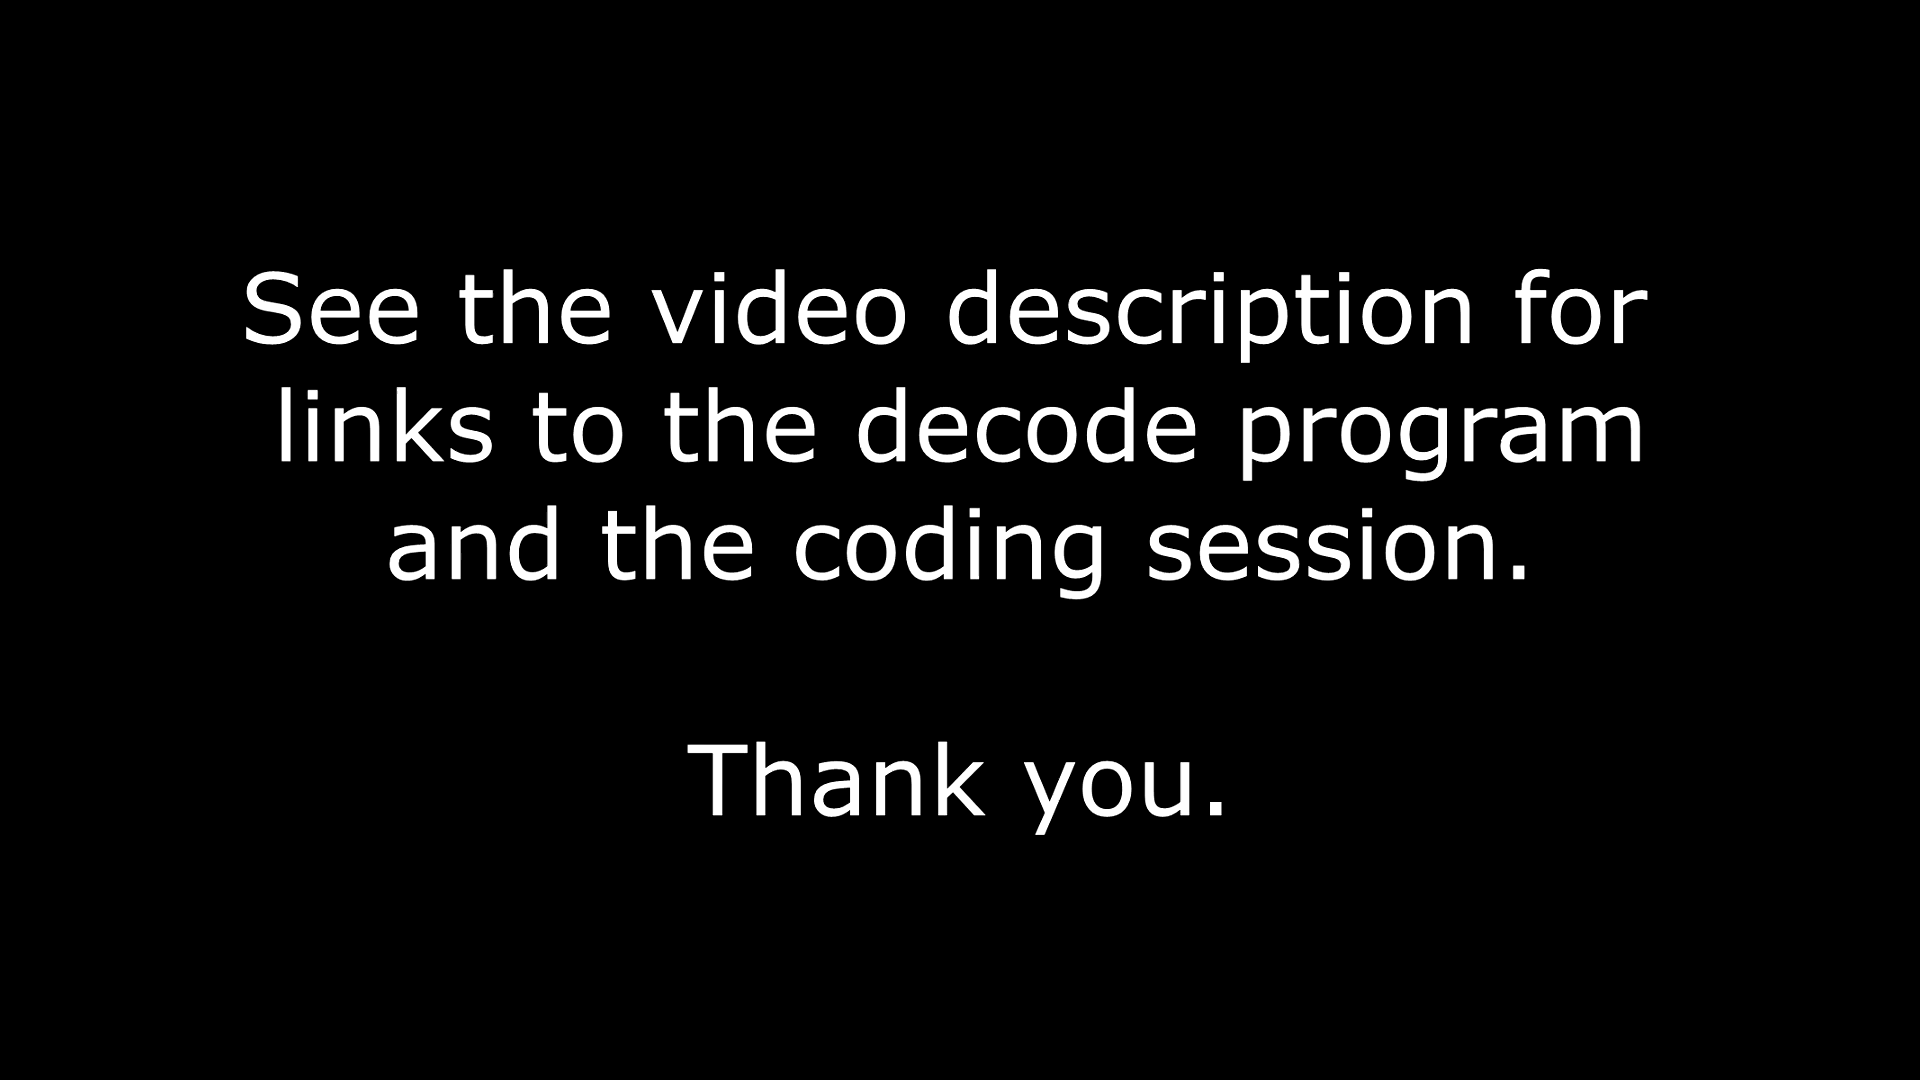 See the video description for
links to the decode program
and the coding session.
Thank you.